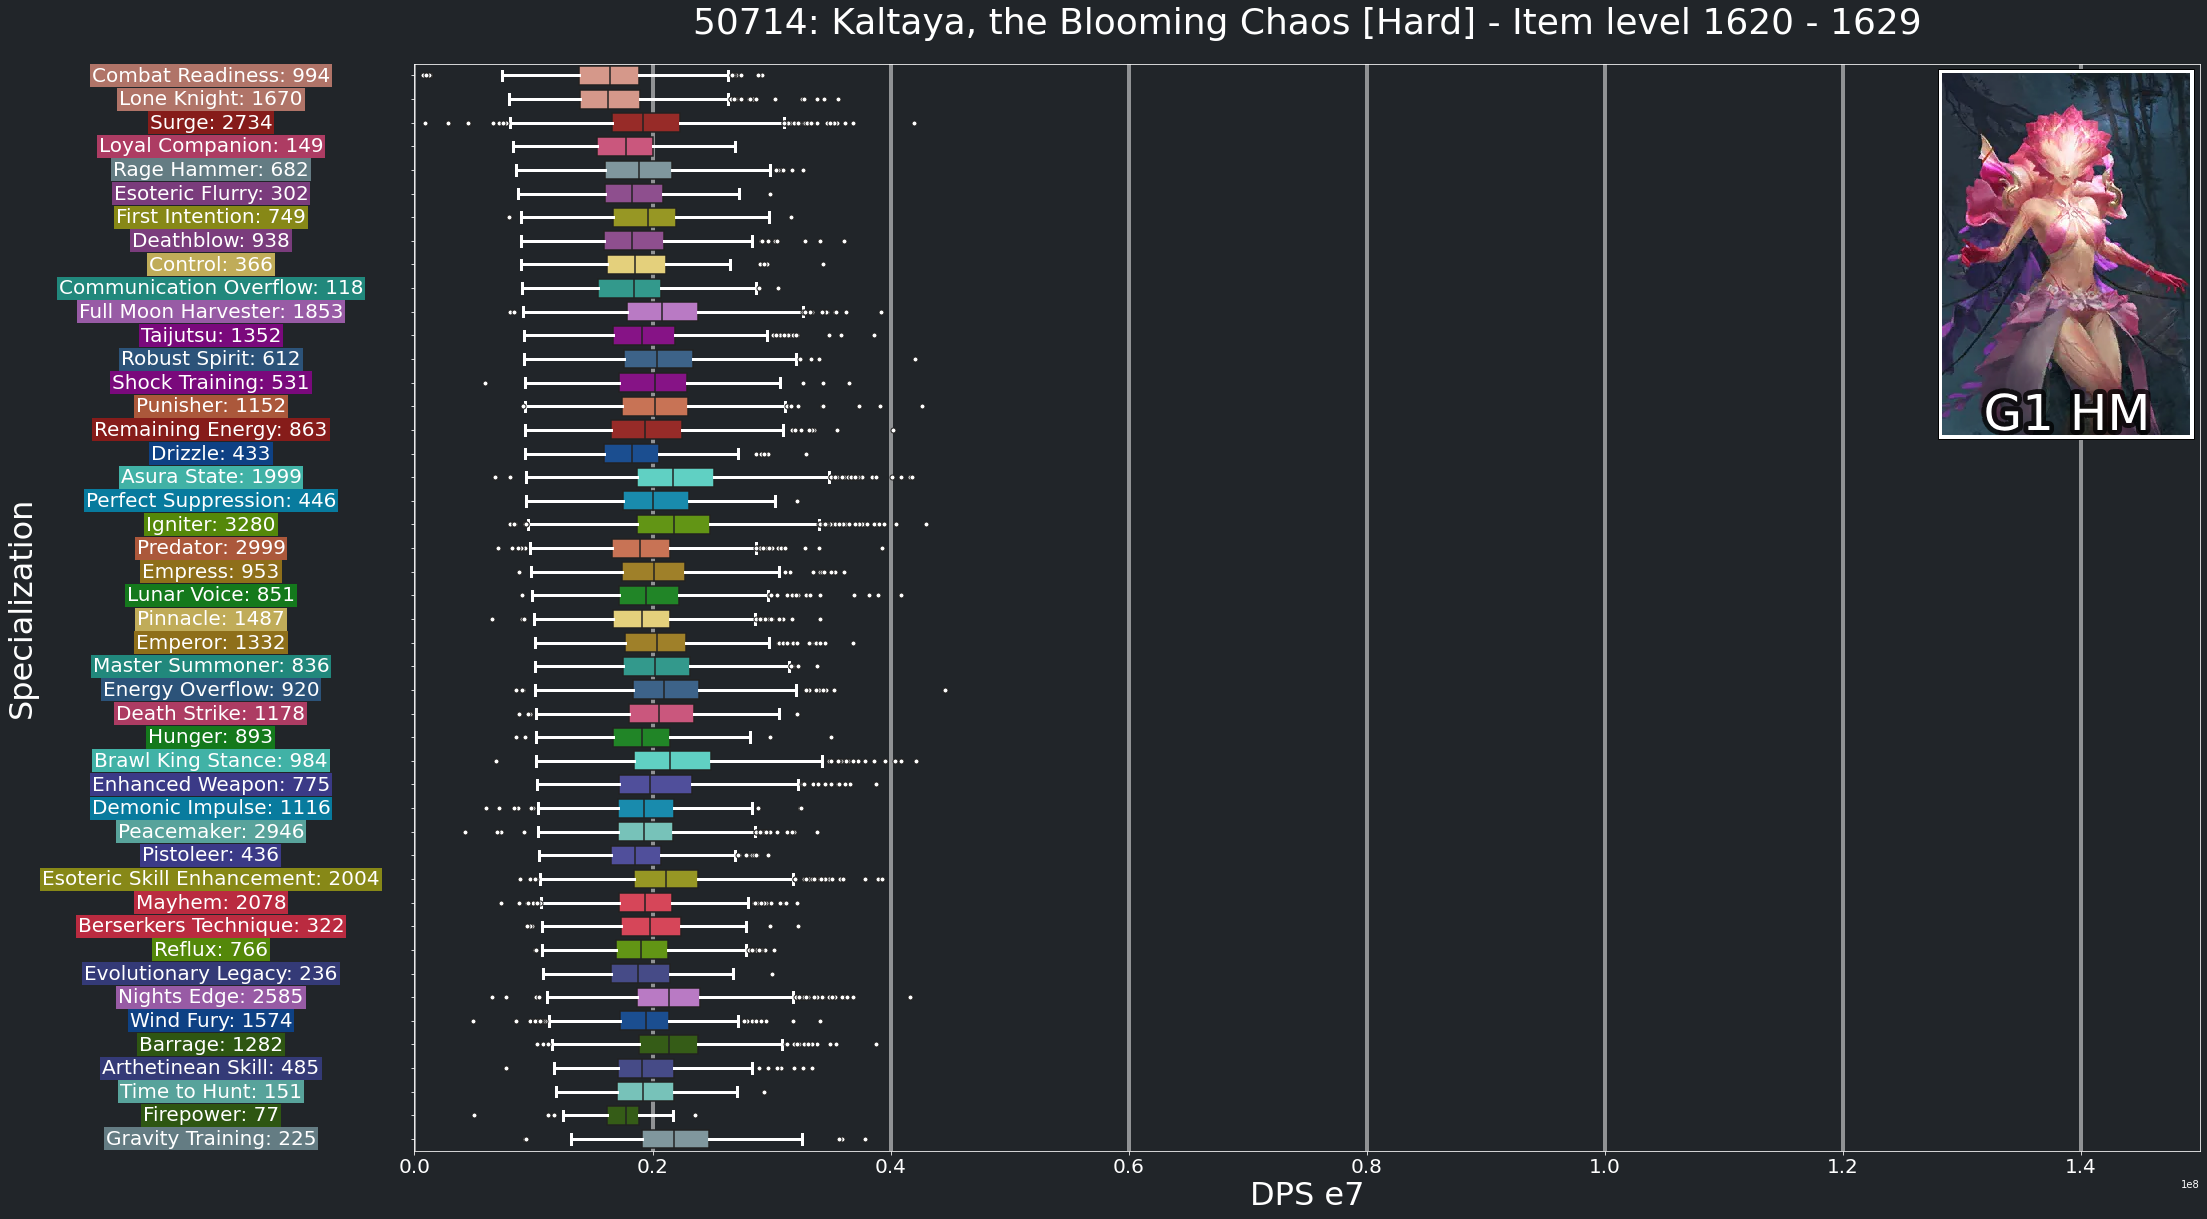 50714: Kaltaya, the Blooming Chaos [Hard] - Item level 1620 - 1629
Combat Readiness: 994
Lone Knight: 1670
Surge: 2734
Loyal Companion: 149
Rage Hammer: 682
Esoteric Flurry: 302
First Intention: 749
Deathblow: 938
Control: 366
Communication Overflow: 118
Full Moon Harvester: 1853
Taijutsu: 1352
Robust Spirit: 612
Shock Training: 531
Punisher: 1152
Remaining Energy: 863
Drizzle: 433
Asura State: 1999
Perfect Suppression: 446
Igniter: 3280
Predator: 2999
Empress: 953
Lunar Voice: 851
Pinnacle: 1487
Emperor: 1332
Master Summoner: 836
Energy Overflow: 920
Death Strike: 1178
Hunger: 893
Brawl King Stance: 984
Enhanced Weapon: 775
Demonic Impulse: 1116
Peacemaker: 2946
Pistoleer: 436
Esoteric Skill Enhancement: 2004
Mayhem: 2078
Berserkers Technique: 322
Reflux: 766
Evolutionary Legacy: 236
Nights Edge: 2585
Wind Fury: 1574
Barrage: 1282
Arthetinean Skill: 485
Time to Hunt: 151
Firepower: 77
Gravity Training: 225
Specialization
G1 HM
0.0 0.2 0.4 0.6 0.8 1.0 1.2 1.4
1e8
DPS e7